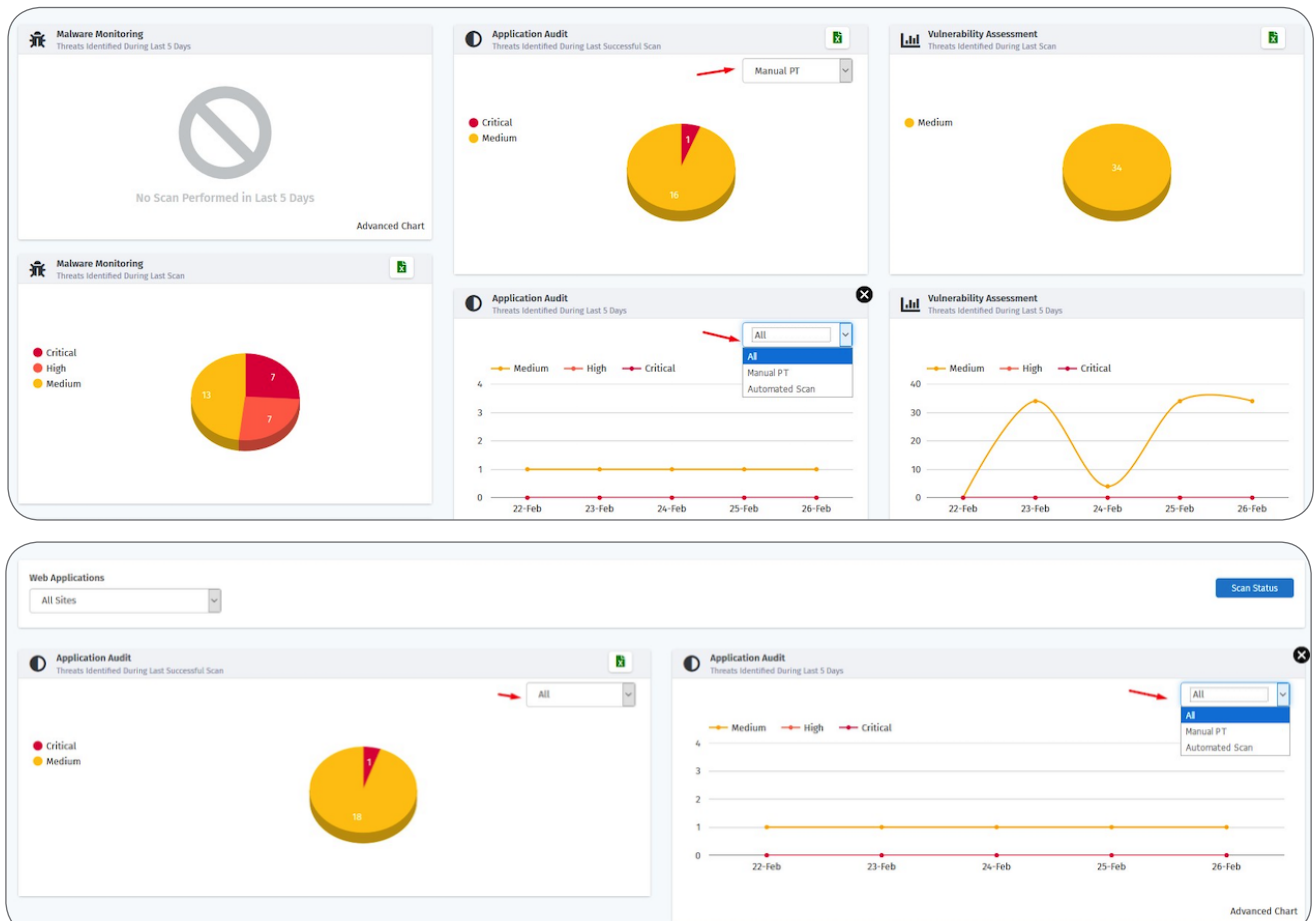 Malware Monitoring
Threats Identified During Last 5 Days
No Scan Performed in Last 5 Days
Advanced Chart
Application Audit
Threats Identified During Last Successful Scan
Manual PT
Critical
Medium
1
16
Vulnerability Assessment
Threats Identified During Last Scan
Medium
34
Malware Monitoring
Threats Identified During Last Scan
Critical
High
Medium
7
13
7
Application Audit
Threats Identified During Last 5 Days
All
All
Manual PT
Automated Scan
Medium High Critical
4
3
2
1
0
22-Feb 23-Feb 24-Feb 25-Feb 26-Feb
Vulnerability Assessment
Threats Identified During Last 5 Days
Medium High Critical
40
30
20
10
0
22-Feb 23-Feb 24-Feb 25-Feb 26-Feb
Web Applications
All Sites
Scan Status
Application Audit
Threats Identified During Last Successful Scan
All
Critical
Medium
1
18
Application Audit
Threats Identified During Last 5 Days
All
All
Manual PT
Automated Scan
Medium High Critical
4
3
2
1
0
22-Feb 23-Feb 24-Feb 25-Feb 26-Feb
Advanced Chart